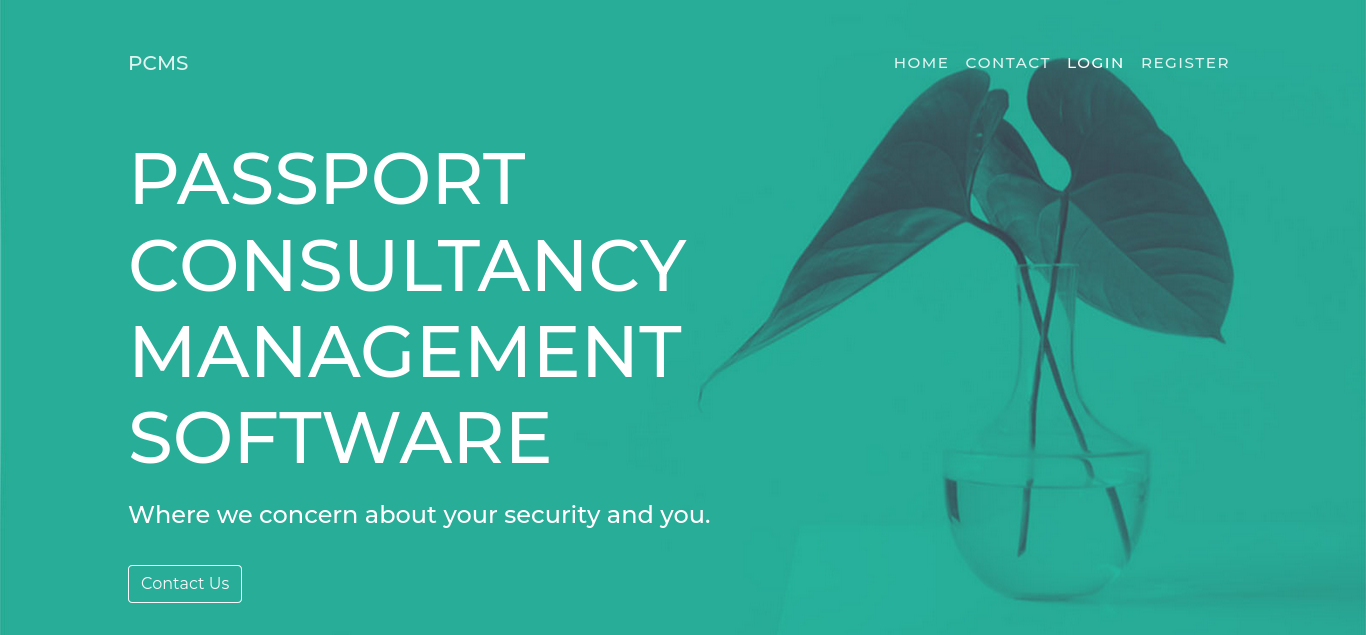 PCMS
HOME CONTACT LOGIN REGISTER
PASSPORT
CONSULTANCY
MANAGEMENT
SOFTWARE
Where we concern about your security and you.
Contact Us